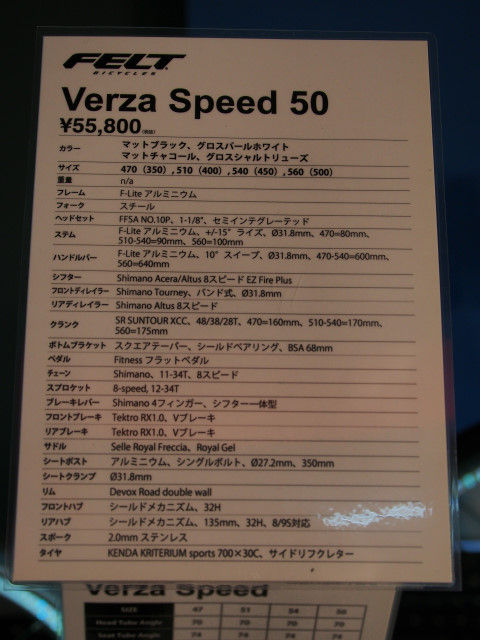 FELT
BICYCLES
Verza Speed 50
¥55,800(税抜)
カラー マットブラック、グロスパールホワイト
マットチャコール、グロスシャルトリューズ
サイズ 470（350）,510（400）,540（450）,560（500）
重量 n/a
フレーム F-Lite アルミニウム
フォーク スチール
ヘッドセット FFSA NO.10P、1-1/8"、セミインテグレーテッド
ステム F-Lite アルミニウム、+/-15° ライズ、Ø31.8mm、470=80mm、
510-540=90mm、560=100mm
ハンドルバー F-Lite アルミニウム、10° スイープ、Ø31.8mm、470-540=600mm、
560=640mm
シフター Shimano Acera/Altus 8スピード EZ Fire Plus
フロントディレイラー Shimano Tourney、バンド式、Ø31.8mm
リアディレイラー Shimano Altus 8スピード
クランク SR SUNTOUR XCC、48/38/28T、470=160mm、510-540=170mm、
560=175mm
ボトムブラケット スクエアテーパー、シールドベアリング、BSA 68mm
ペダル Fitness フラットペダル
チェーン Shimano、11-34T、8スピード
スプロケット 8-speed, 12-34T
ブレーキレバー Shimano 4フィンガー、シフター一体型
フロントブレーキ Tektro RX1.0、Vブレーキ
リアブレーキ Tektro RX1.0、Vブレーキ
サドル Selle Royal Freccia、Royal Gel
シートポスト アルミニウム、シングルボルト、Ø27.2mm、350mm
シートクランプ Ø31.8mm
リム Devox Road double wall
フロントハブ シールドメカニズム、32H
リアハブ シールドメカニズム、135mm、32H、8/9S対応
スポーク 2.0mm ステンレス
タイヤ KENDA KRITERIUM sports 700×30C、サイドリフクレター
Verza Speed
SIZE 47 51 54 56
Head Tube Angle 70 70 70 70
Seat Tube Angle 74 74 74 74